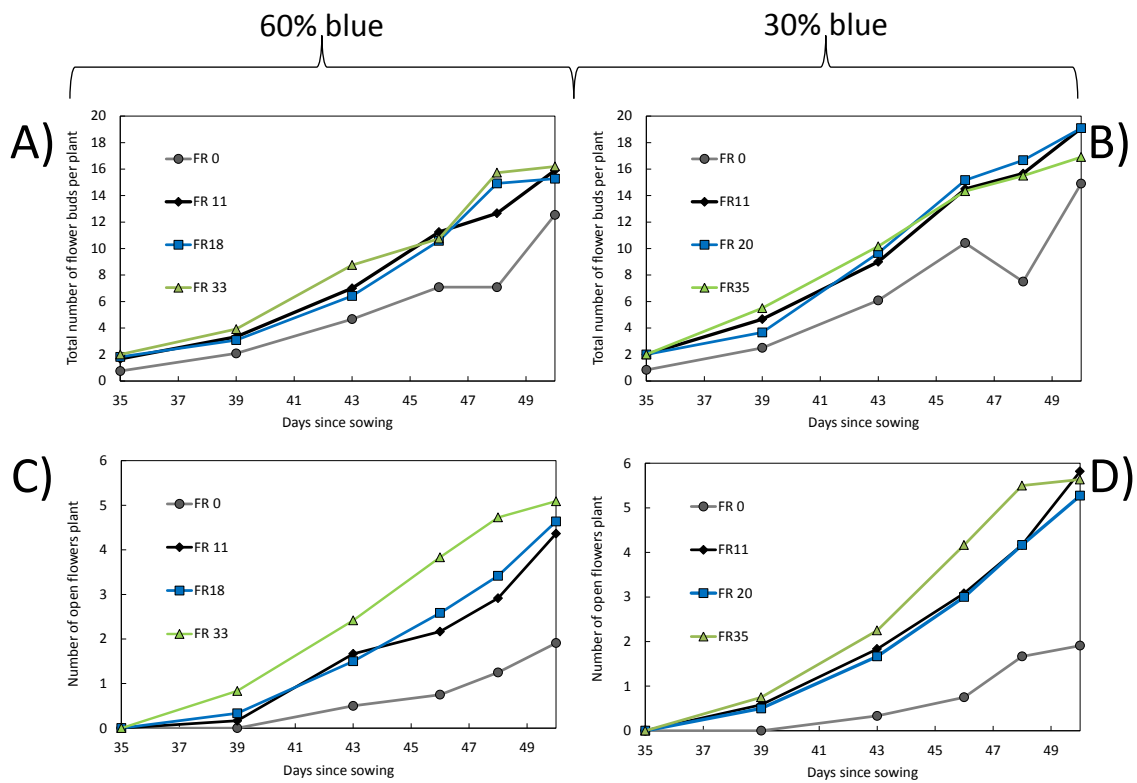 60% blue
30% blue
A)
Total number of flower buds per plant
20
18
16
14
12
10
8
6
4
2
0
FR 0
FR 11
FR18
FR 33
35 37 39 41 43 45 47 49
Days since sowing
B)
Total number of flower buds per plant
20
18
16
14
12
10
8
6
4
2
0
FR 0
FR11
FR 20
FR35
35 37 39 41 43 45 47 49
Days since sowing
C)
Number of open flowers plant
6
5
4
3
2
1
0
FR 0
FR 11
FR18
FR 33
35 37 39 41 43 45 47 49
Days since sowing
D)
Number of open flowers per plant
6
5
4
3
2
1
0
FR 0
FR11
FR 20
FR35
35 37 39 41 43 45 47 49
Days since sowing